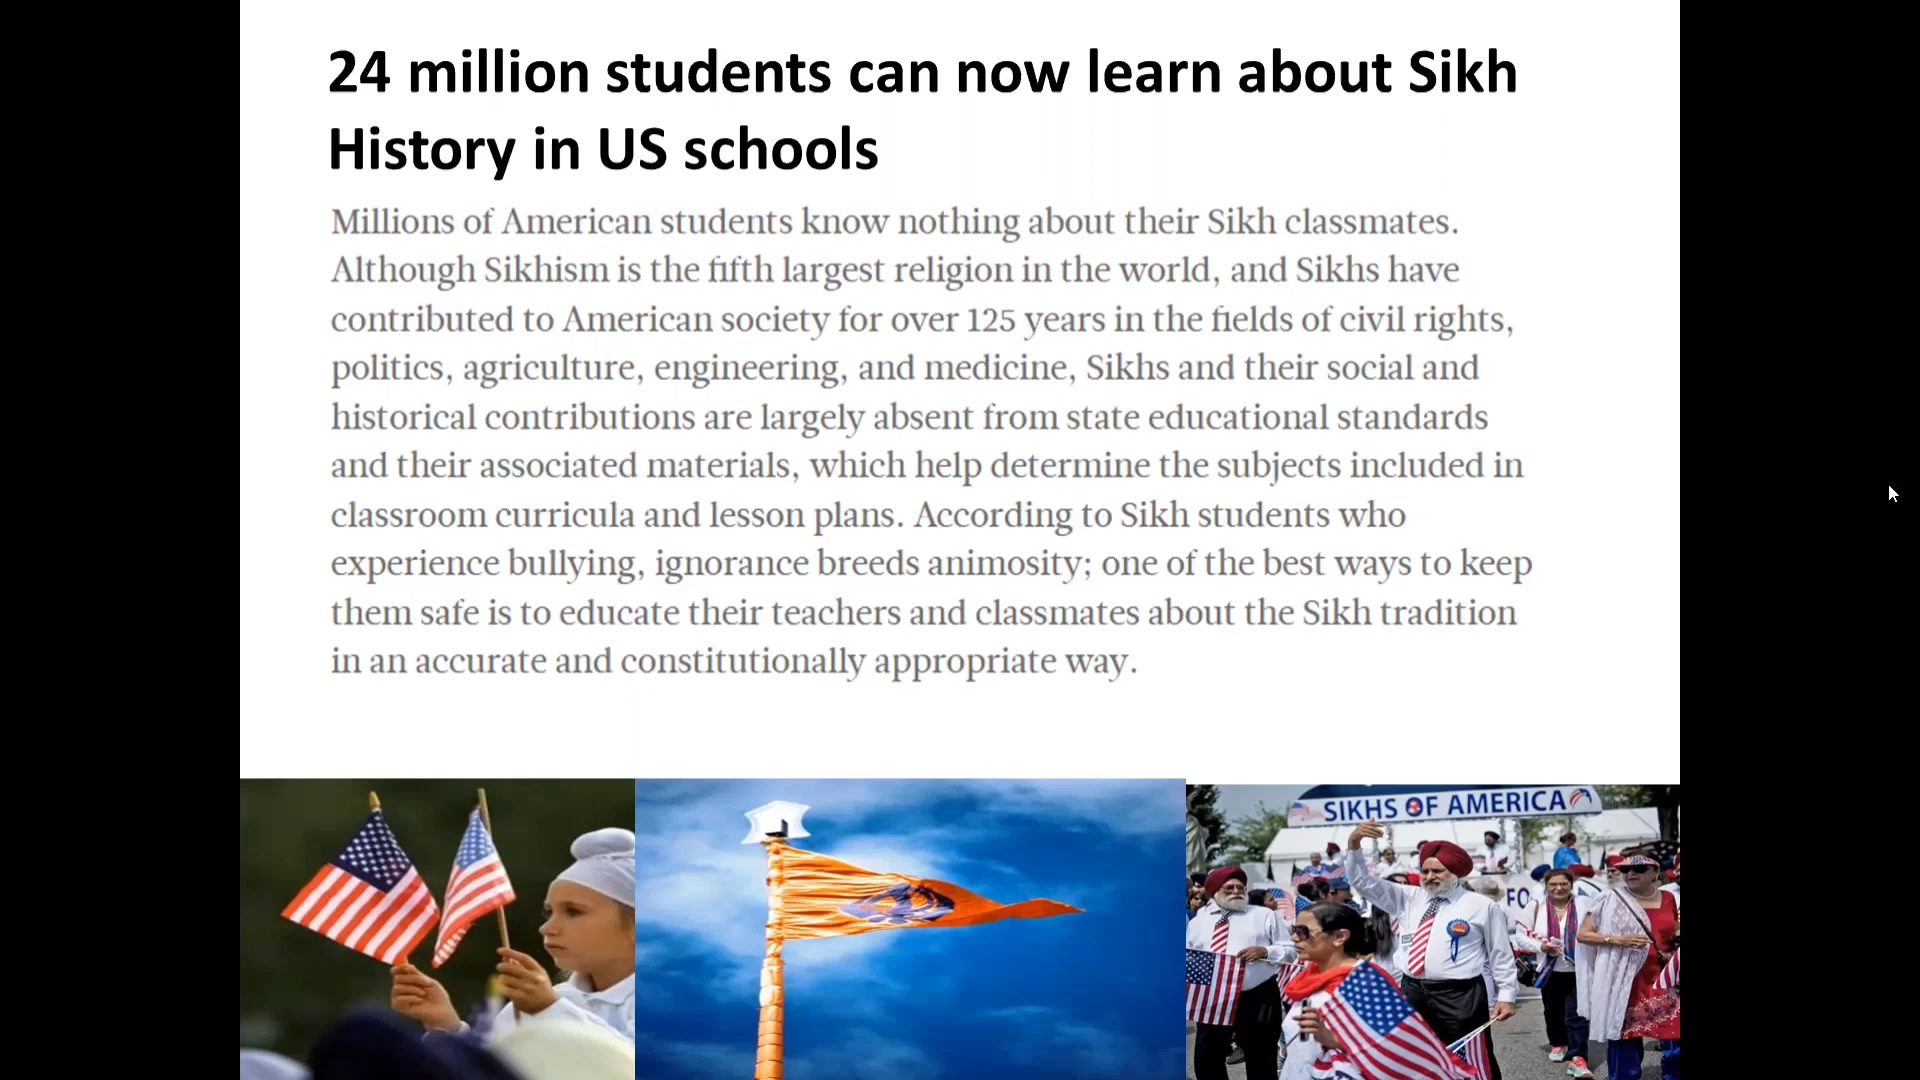 24 million students can now learn about Sikh
History in US schools
Millions of American students know nothing about their Sikh classmates.
Although Sikhism is the fifth largest religion in the world, and Sikhs have
contributed to American society for over 125 years in the fields of civil rights,
politics, agriculture, engineering, and medicine, Sikhs and their social and
historical contributions are largely absent from state educational standards
and their associated materials, which help determine the subjects included in
classroom curricula and lesson plans. According to Sikh students who
experience bullying, ignorance breeds animosity; one of the best ways to keep
them safe is to educate their teachers and classmates about the Sikh tradition
in an accurate and constitutionally appropriate way.
SIKHS OF AMERICA
FO